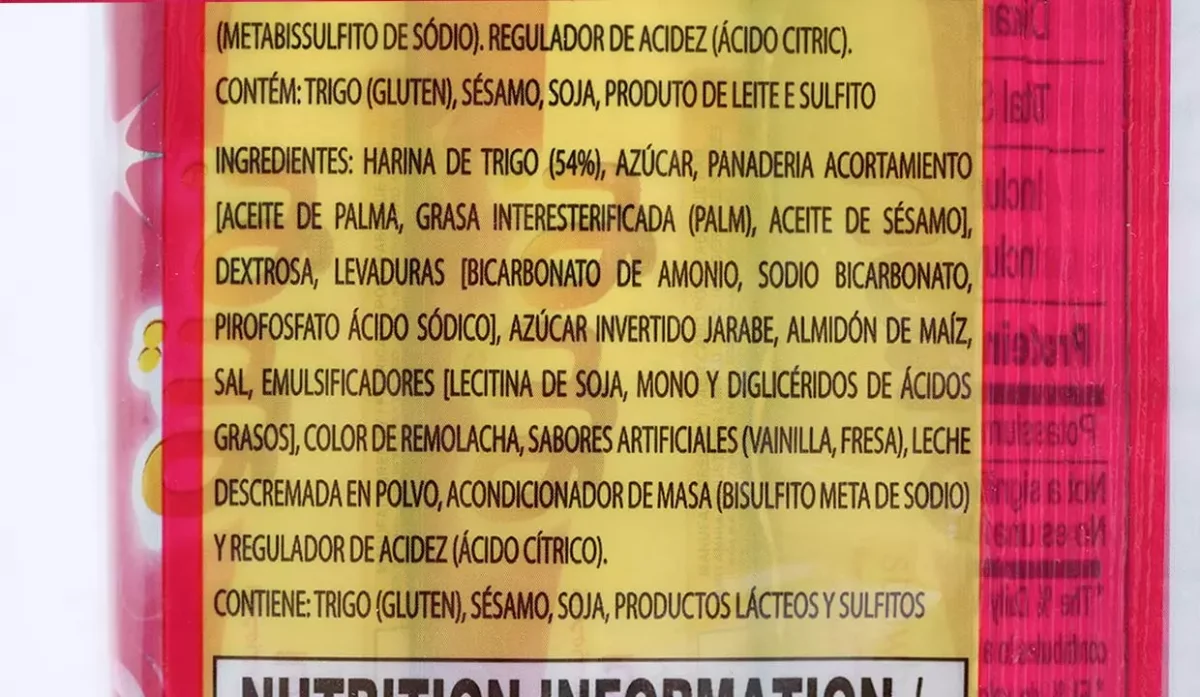 (METABISSULFITO DE SÓDIO). REGULADOR DE ACIDEZ (ÁCIDO CITRIC).
CONTÉM: TRIGO (GLUTEN), SÉSAMO, SOJA, PRODUTO DE LEITE E SULFITO
INGREDIENTES: HARINA DE TRIGO (54%), AZÚCAR, PANADERIA ACORTAMIENTO
[ACEITE DE PALMA, GRASA INTERESTERIFICADA (PALM), ACEITE DE SÉSAMO],
DEXTROSA, LEVADURAS [BICARBONATO DE AMONIO, SODIO BICARBONATO,
PIROFOSFATO ÁCIDO SÓDICO], AZÚCAR INVERTIDO JARABE, ALMIDÓN DE MAÍZ,
SAL, EMULSIFICADORES [LECITINA DE SOJA, MONO Y DIGLICÉRIDOS DE ÁCIDOS
GRASOS], COLOR DE REMOLACHA, SABORES ARTIFICIALES (VAINILLA, FRESA), LECHE
DESCREMADA EN POLVO, ACONDICIONADOR DE MASA (BISULFITO META DE SODIO)
Y REGULADOR DE ACIDEZ (ÁCIDO CÍTRICO).
CONTIENE: TRIGO (GLUTEN), SÉSAMO, SOJA, PRODUCTOS LÁCTEOS Y SULFITOS
NUTRITION INFORMATION /